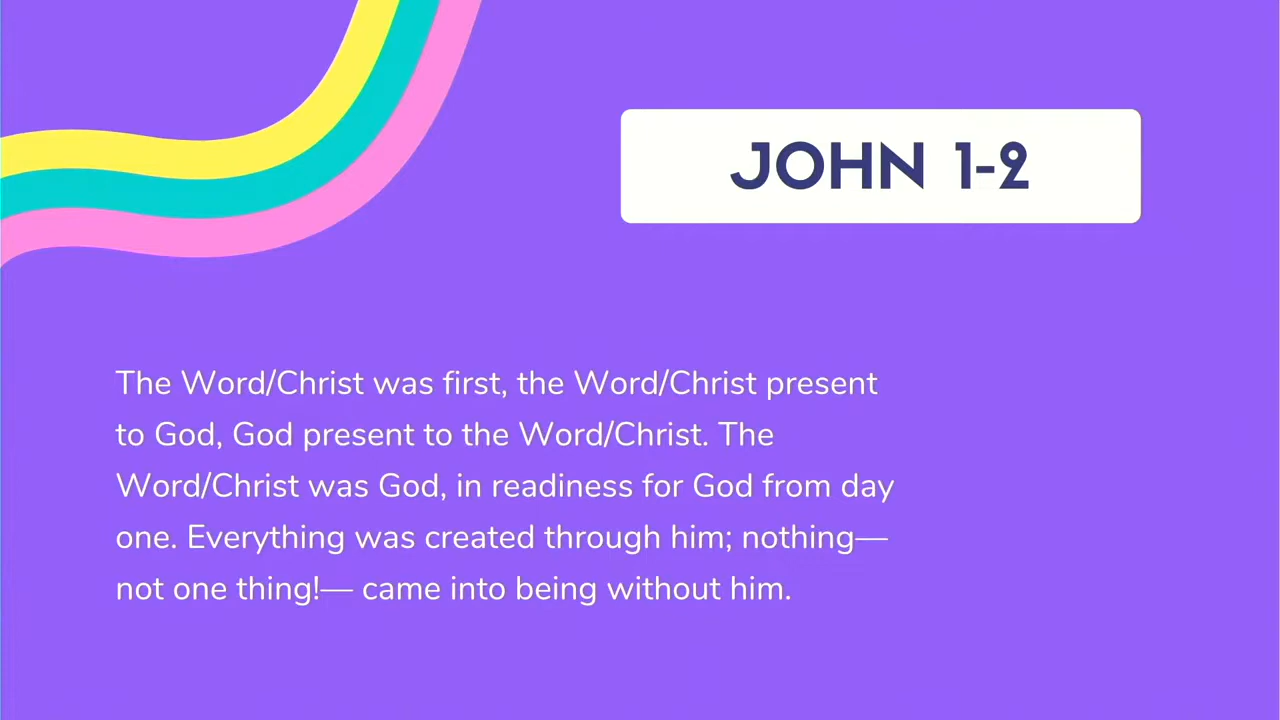 JOHN 1-2
The Word/Christ was first, the Word/Christ present
to God, God present to the Word/Christ. The
Word/Christ was God, in readiness for God from day
one. Everything was created through him; nothing—
not one thing!— came into being without him.